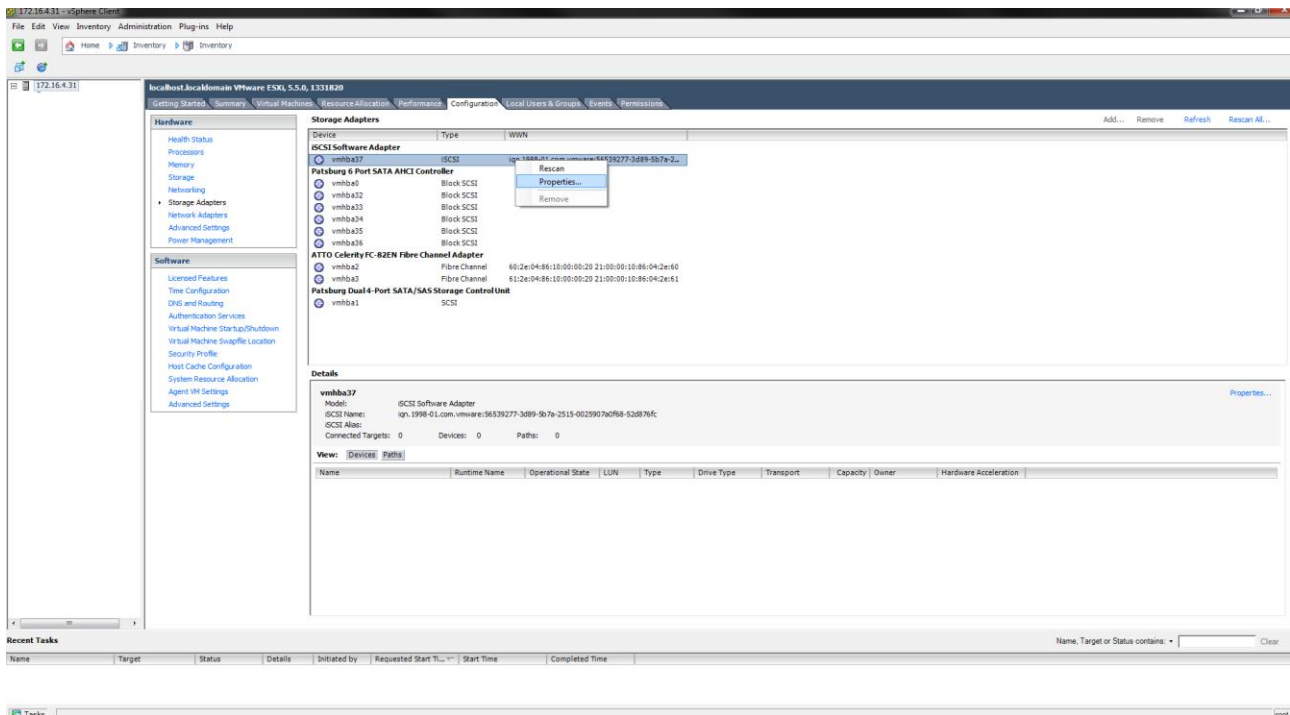 172.16.4.31 - vSphere Client
File Edit View Inventory Administration Plug-ins Help
Home Inventory Inventory
172.16.4.31
localhost.localdomain VMware ESXi, 5.5.0, 1331820
Getting Started Summary Virtual Machines Resource Allocation Performance Configuration Local Users & Groups Events Permissions
Hardware
Health Status
Processors
Memory
Storage
Networking
Storage Adapters
Network Adapters
Advanced Settings
Power Management
Software
Licensed Features
Time Configuration
DNS and Routing
Authentication Services
Virtual Machine Startup/Shutdown
Virtual Machine Swapfile Location
Security Profile
Host Cache Configuration
System Resource Allocation
Agent VM Settings
Advanced Settings
Storage Adapters Add... Remove Refresh Rescan All...
Device Type WWN
iSCSI Software Adapter
vmhba37 iSCSI iqn.1998-01.com.vmware:56539277-3d89-5b7a-2...
Patsburg 6 Port SATA AHCI Controller
vmhba0 Block SCSI
vmhba32 Block SCSI
vmhba33 Block SCSI
vmhba34 Block SCSI
vmhba35 Block SCSI
vmhba36 Block SCSI
Rescan
Properties...
Remove
ATTO Celerity FC-82EN Fibre Channel Adapter
vmhba2 Fibre Channel 60:2e:04:86:10:00:00:20 21:00:00:10:86:04:2e:60
vmhba3 Fibre Channel 61:2e:04:86:10:00:00:20 21:00:00:10:86:04:2e:61
Patsburg Dual 4-Port SATA/SAS Storage Control Unit
vmhba1 SCSI
Details
vmhba37 Properties...
Model: iSCSI Software Adapter
iSCSI Name: iqn.1998-01.com.vmware:56539277-3d89-5b7a-2515-0025907a0f68-52d876fc
iSCSI Alias:
Connected Targets: 0 Devices: 0 Paths: 0
View: Devices Paths
Name Runtime Name Operational State LUN Type Drive Type Transport Capacity Owner Hardware Acceleration
Recent Tasks Name, Target or Status contains: Clear
Name Target Status Details Initiated by Requested Start Ti... Start Time Completed Time
Tasks root